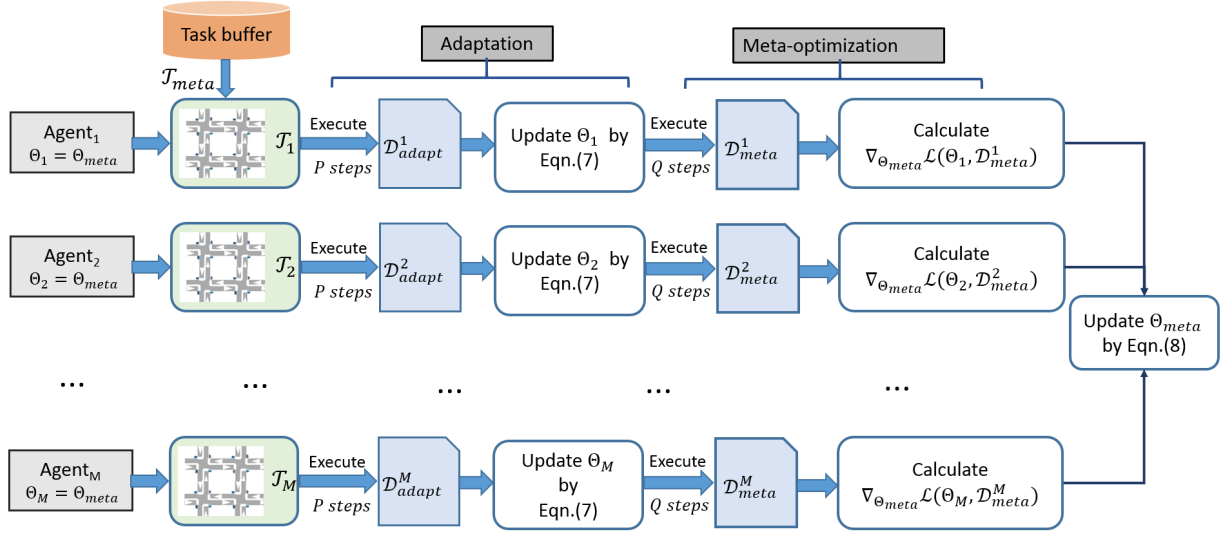 Task buffer
Adaptation
Meta-optimization
𝒯_meta
Agent₁
Θ₁ = Θ_meta
𝒯₁
Execute
P steps
𝒟¹_adapt
Update Θ₁ by
Eqn.(7)
Execute
Q steps
𝒟¹_meta
Calculate
∇_Θ_meta ℒ(Θ₁, 𝒟¹_meta)
Agent₂
Θ₂ = Θ_meta
𝒯₂
Execute
P steps
𝒟²_adapt
Update Θ₂ by
Eqn.(7)
Execute
Q steps
𝒟²_meta
Calculate
∇_Θ_meta ℒ(Θ₂, 𝒟²_meta)
Update Θ_meta
by Eqn.(8)
... ... ... ... ...
Agent_M
Θ_M = Θ_meta
𝒯_M
Execute
P steps
𝒟^M_adapt
Update Θ_M
by
Eqn.(7)
Execute
Q steps
𝒟^M_meta
Calculate
∇_Θ_meta ℒ(Θ_M, 𝒟^M_meta)